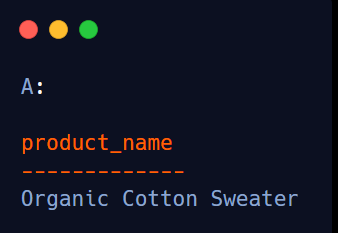 A:
product_name
-------------
Organic Cotton Sweater